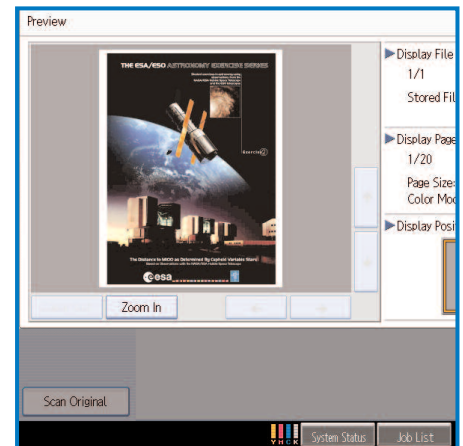 Preview
THE ESA/ESO ASTRONOMY EXERCISE SERIES
Exercise 2
The Distance to M100 as Determined by Cepheid Variable Stars
esa
Display File
1/1
Stored Fil
Display Page
1/20
Page Size:
Color Mod
Display Posi
Zoom In
Scan Original
Y M C K
System Status
Job List